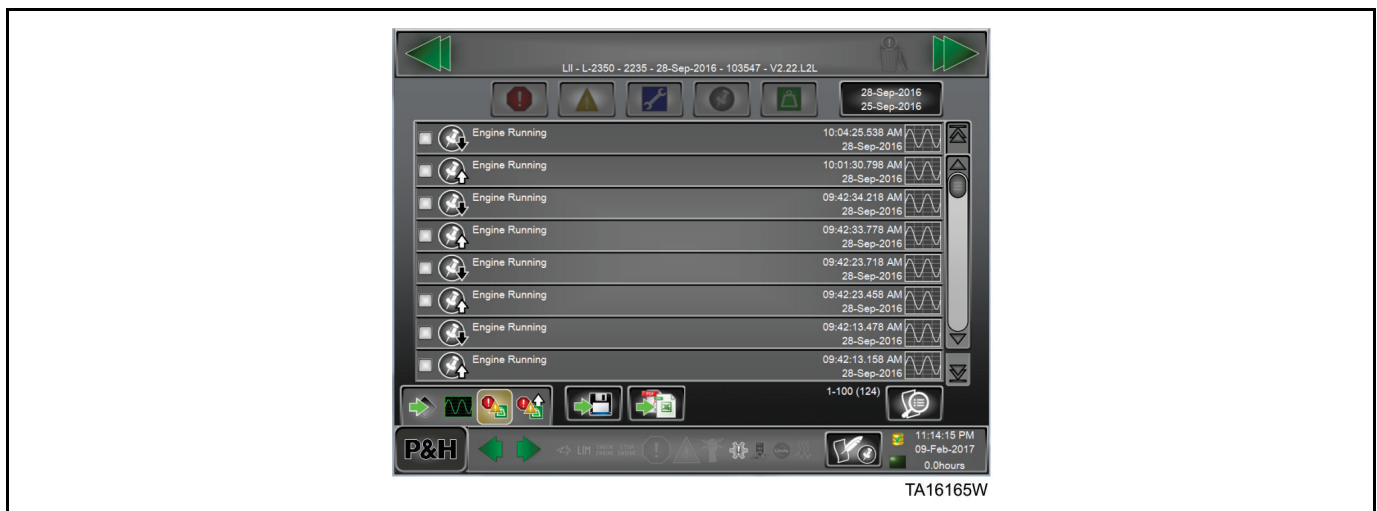 LII - L-2350 - 2235 - 28-Sep-2016 - 103547 - V2.22.L2L
28-Sep-2016
25-Sep-2016
Engine Running
10:04:25.538 AM
28-Sep-2016
Engine Running
10:01:30.798 AM
28-Sep-2016
Engine Running
09:42:34.218 AM
28-Sep-2016
Engine Running
09:42:33.778 AM
28-Sep-2016
Engine Running
09:42:23.718 AM
28-Sep-2016
Engine Running
09:42:23.458 AM
28-Sep-2016
Engine Running
09:42:13.478 AM
28-Sep-2016
Engine Running
09:42:13.158 AM
28-Sep-2016
1-100 (124)
P&H
LIM
11:14:15 PM
09-Feb-2017
0.0hours
TA16165W